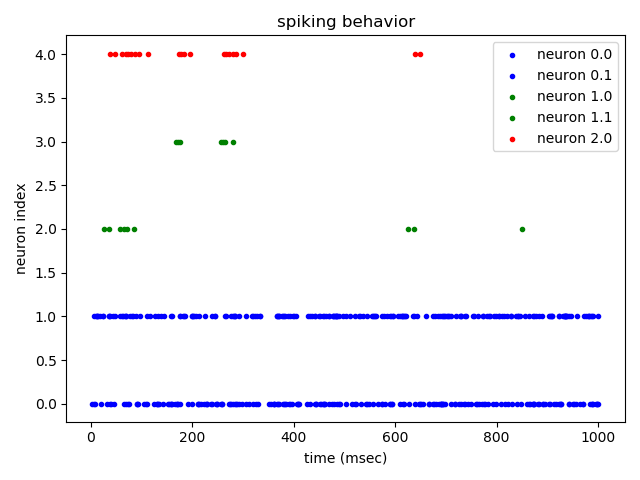 spiking behavior
neuron 0.0
neuron 0.1
neuron 1.0
neuron 1.1
neuron 2.0
neuron index
4.0
3.5
3.0
2.5
2.0
1.5
1.0
0.5
0.0
0
200
400
600
800
1000
time (msec)